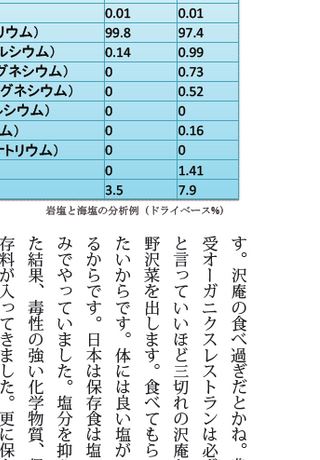 0.01 0.01
リウム） 99.8 97.4
ルシウム） 0.14 0.99
グネシウム） 0 0.73
グネシウム） 0 0.52
ルシウム） 0 0
ム） 0 0.16
トリウム） 0 0
0 1.41
3.5 7.9
岩塩と海塩の分析例（ドライベース%）
す。沢庵の食べ過ぎだとかね。
受オーガニクスレストランは必
と言っていいほど三切れの沢庵
野沢菜を出します。食べてもら
たいからです。体には良い塩が
るからです。日本は保存食は塩
みでやっていました。塩分を抑
た結果、毒性の強い化学物質、
存料が入ってきました。更に保